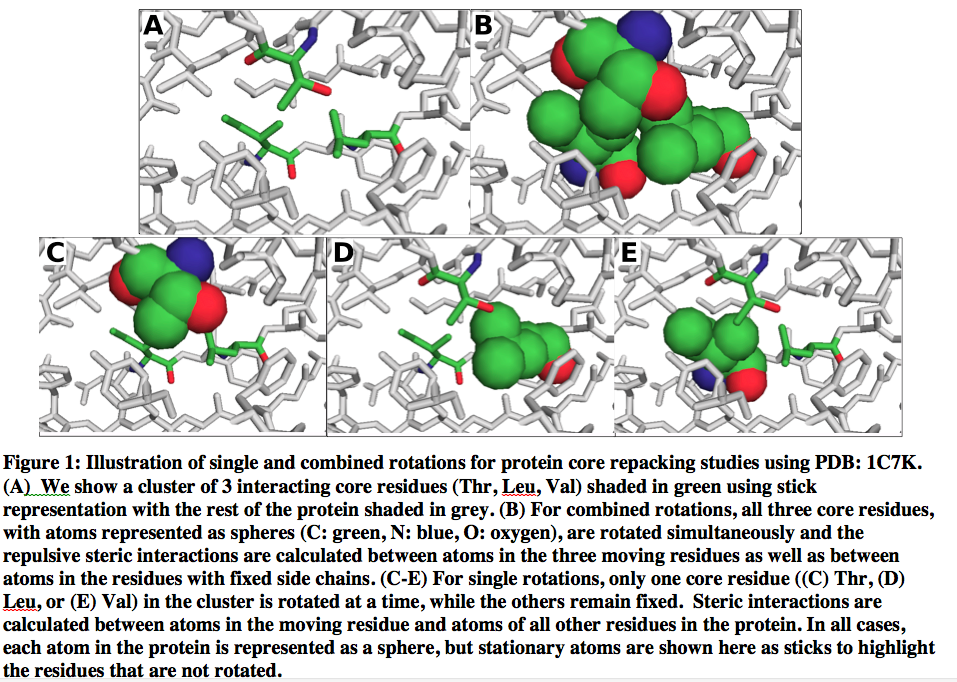 A
B
C
D
E
Figure 1: Illustration of single and combined rotations for protein core repacking studies using PDB: 1C7K.
(A) We show a cluster of 3 interacting core residues (Thr, Leu, Val) shaded in green using stick
representation with the rest of the protein shaded in grey. (B) For combined rotations, all three core residues,
with atoms represented as spheres (C: green, N: blue, O: oxygen), are rotated simultaneously and the
repulsive steric interactions are calculated between atoms in the three moving residues as well as between
atoms in the residues with fixed side chains. (C-E) For single rotations, only one core residue ((C) Thr, (D)
Leu, or (E) Val) in the cluster is rotated at a time, while the others remain fixed. Steric interactions are
calculated between atoms in the moving residue and atoms of all other residues in the protein. In all cases,
each atom in the protein is represented as a sphere, but stationary atoms are shown here as sticks to highlight
the residues that are not rotated.